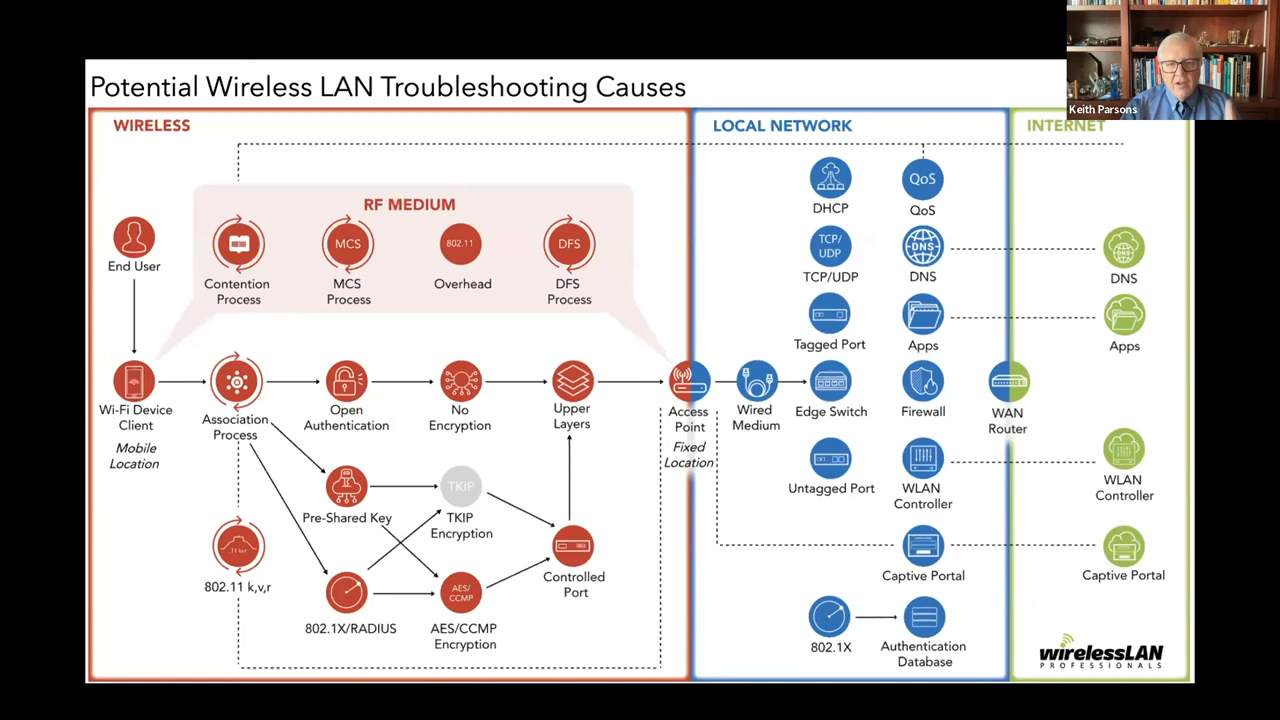 Keith Parsons
Potential Wireless LAN Troubleshooting Causes
WIRELESS
LOCAL NETWORK
INTERNET
RF MEDIUM
End User
Contention
Process
MCS
MCS
Process
802.11
Overhead
DFS
DFS
Process
Wi-Fi Device
Client
Mobile
Location
Association
Process
Open
Authentication
No
Encryption
Upper
Layers
Access
Point
Fixed
Location
Pre-Shared Key
TKIP
TKIP
Encryption
.11 kvr
802.11 k,v,r
802.1X/RADIUS
AES/
CCMP
AES/CCMP
Encryption
Controlled
Port
DHCP
QoS
QoS
TCP/
UDP
TCP/UDP
DNS
DNS
Tagged Port
Apps
Wired
Medium
Edge Switch
Firewall
WAN
Router
Untagged Port
WLAN
Controller
Captive Portal
802.1X
Authentication
Database
DNS
DNS
Apps
WLAN
Controller
Captive Portal
wirelessLAN
PROFESSIONALS